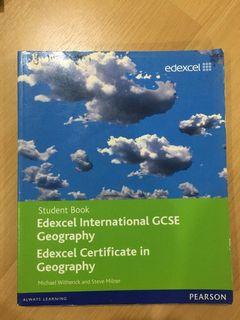 edexcel
Student Book
Edexcel International GCSE
Geography
Edexcel Certificate in
Geography
Michael Witherick and Steve Milner
ALWAYS LEARNING
PEARSON